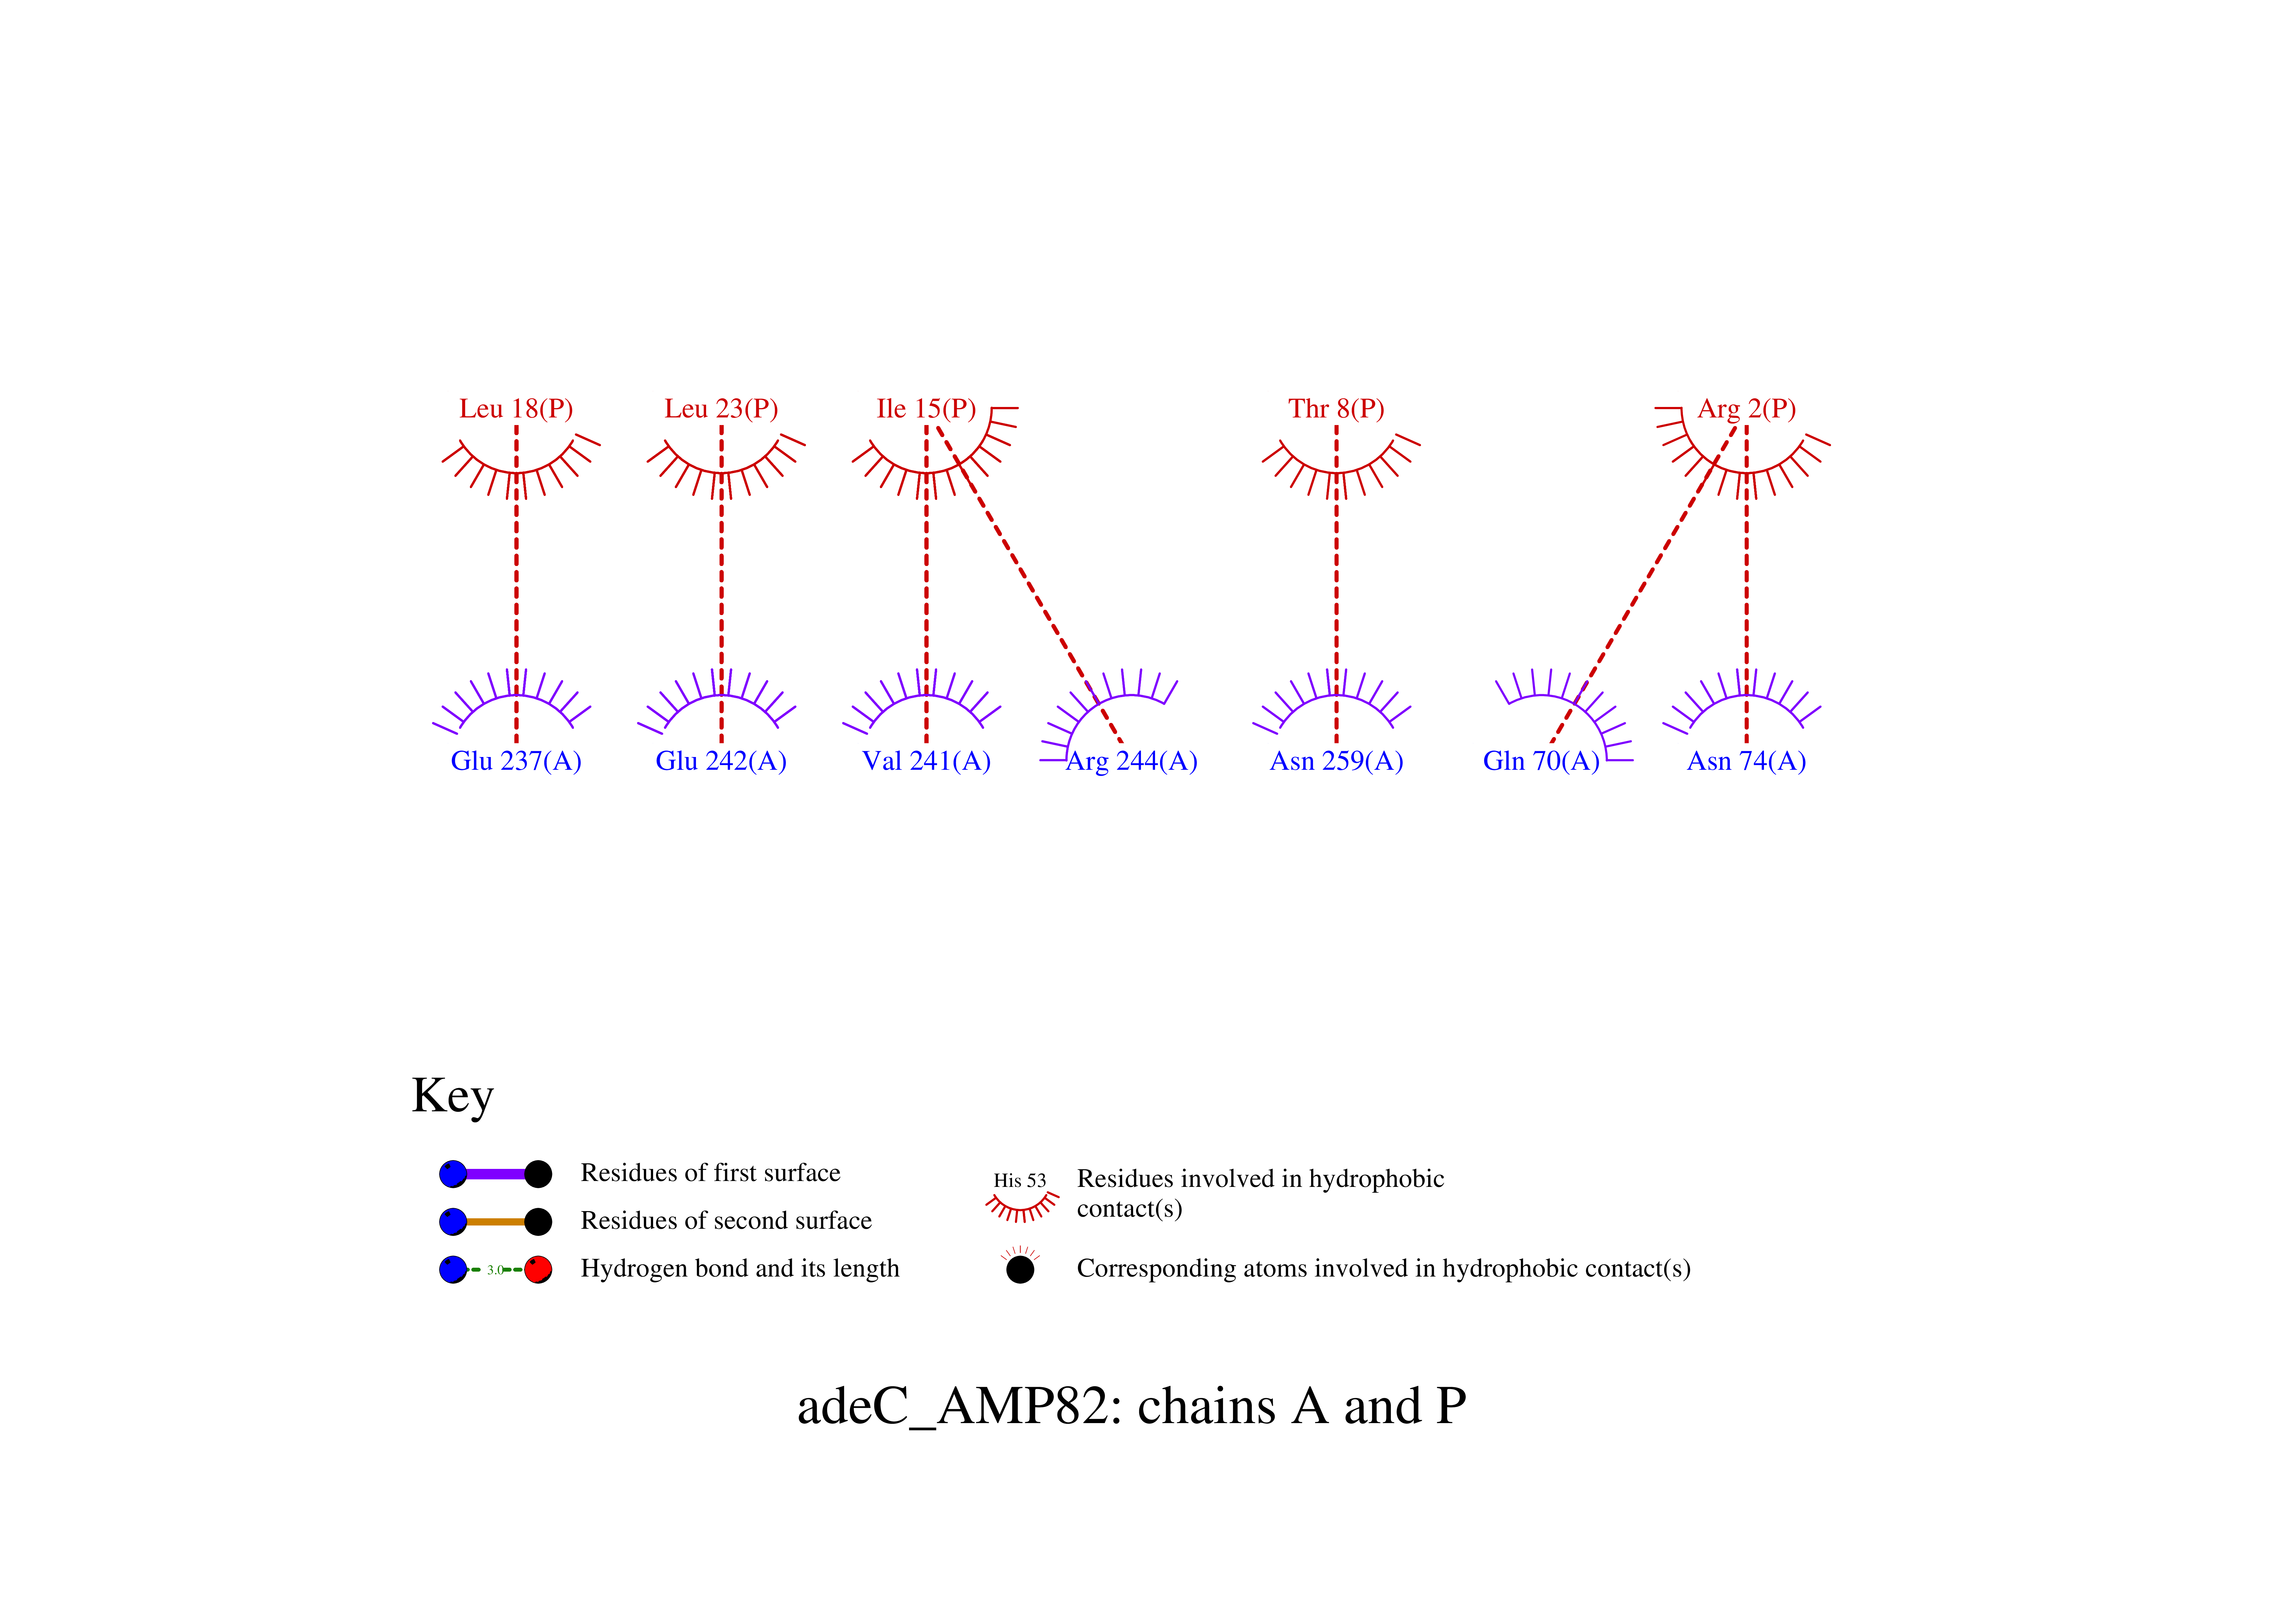 Leu 18(P) Leu 23(P) Ile 15(P) Thr 8(P) Arg 2(P)
Glu 237(A) Glu 242(A) Val 241(A) Arg 244(A) Asn 259(A) Gln 70(A) Asn 74(A)
Key
Residues of first surface
Residues of second surface
3.0 Hydrogen bond and its length
His 53 Residues involved in hydrophobic
contact(s)
Corresponding atoms involved in hydrophobic contact(s)
adeC_AMP82: chains A and P